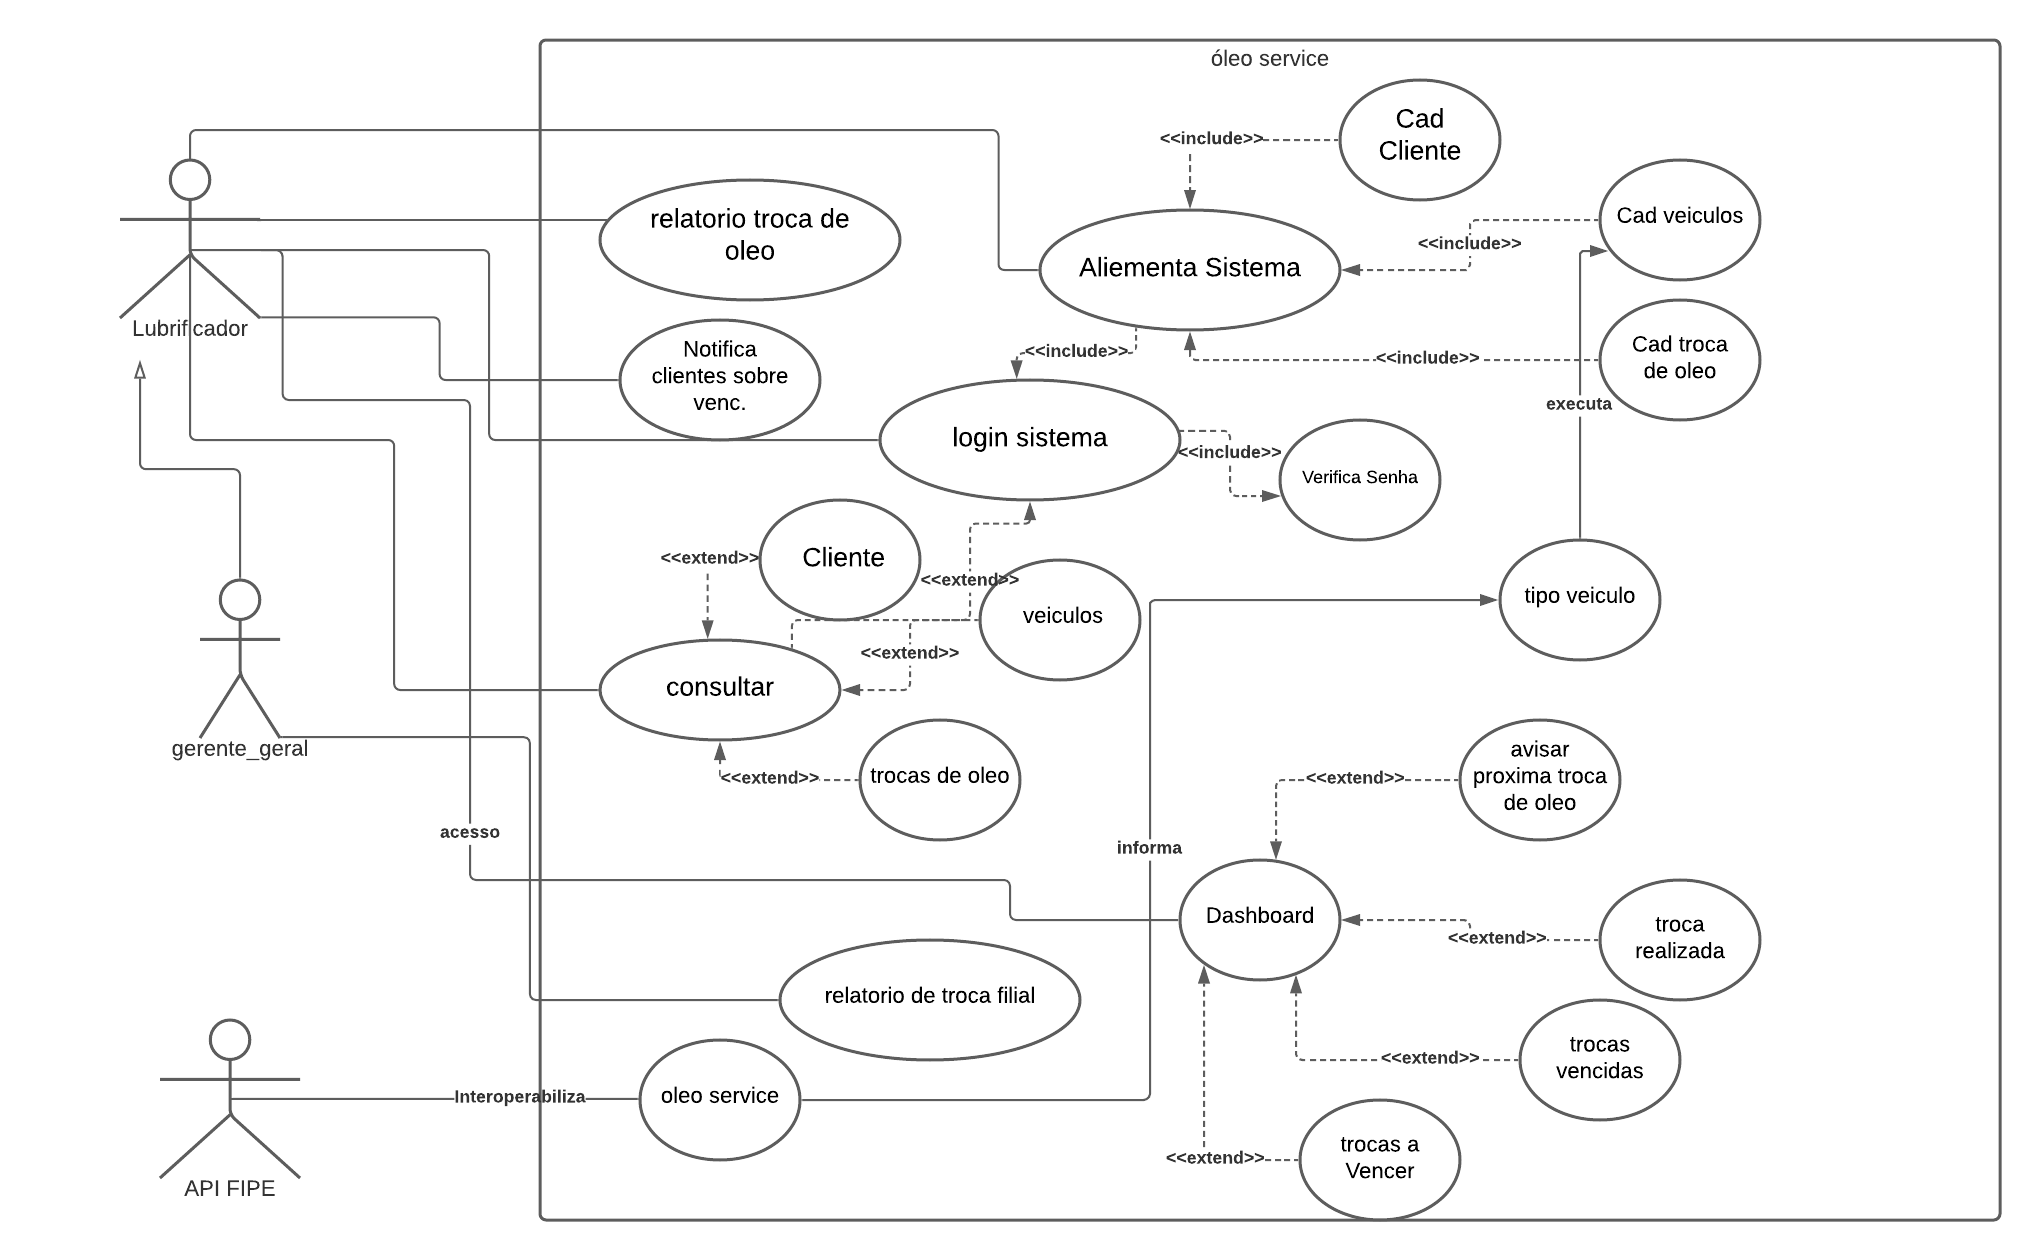 óleo service
Cad
Cliente
<<include>>
relatorio troca de
oleo
Cad veiculos
<<include>>
Aliementa Sistema
Lubrificador
Notifica
clientes sobre
venc.
<<include>>
<<include>>
Cad troca
de oleo
executa
login sistema
<<include>>
Verifica Senha
<<extend>>
Cliente
<<extend>>
veiculos
tipo veiculo
<<extend>>
consultar
gerente_geral
<<extend>>
trocas de oleo
<<extend>>
avisar
proxima troca
de oleo
acesso
informa
Dashboard
<<extend>>
troca
realizada
relatorio de troca filial
<<extend>>
trocas
vencidas
Interoperabiliza
oleo service
<<extend>>
trocas a
Vencer
API FIPE